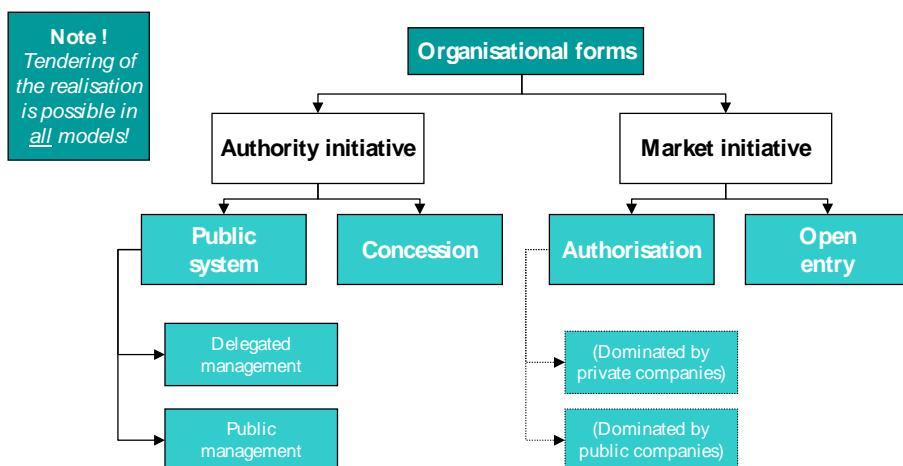 Note !
Tendering of
the realisation
is possible in
all models!
Organisational forms
Authority initiative
Market initiative
Public
system
Concession
Authorisation
Open
entry
Delegated
management
(Dominated by
private companies)
Public
management
(Dominated by
public companies)